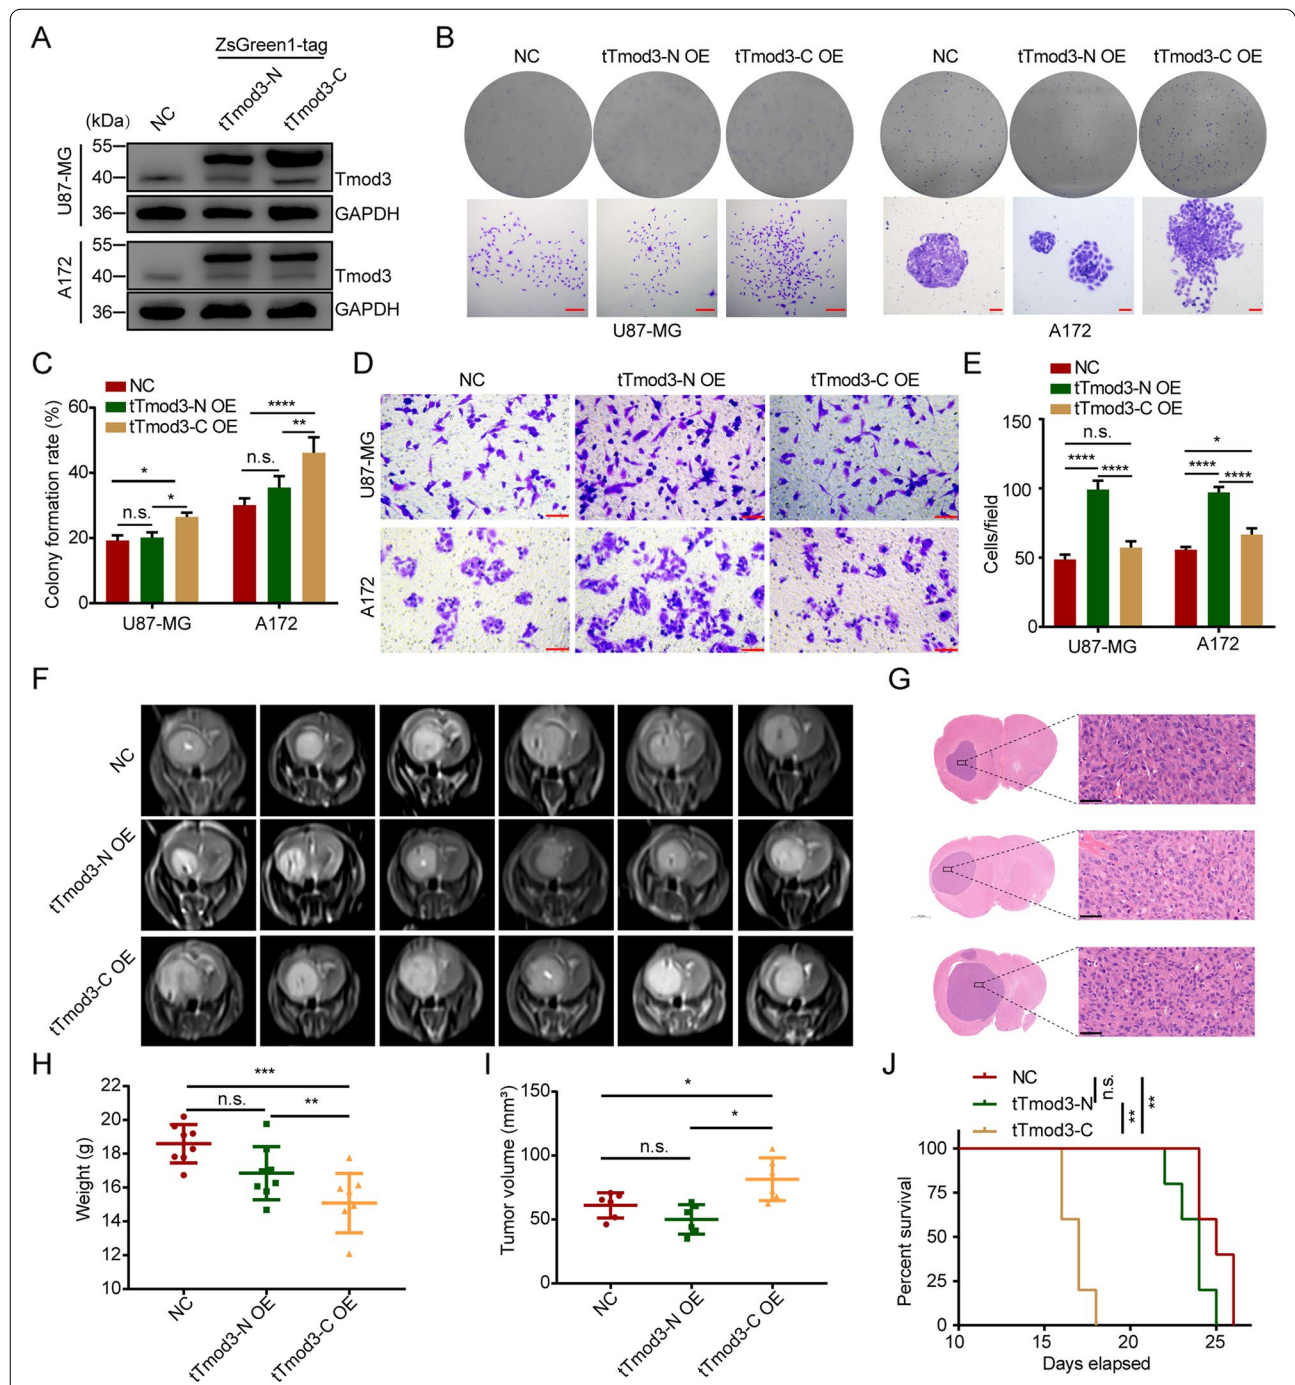 A
ZsGreen1-tag
NC
tTmod3-N
tTmod3-C
(kDa)
U87-MG
55
40
Tmod3
36
GAPDH
A172
55
40
Tmod3
36
GAPDH
B
NC
tTmod3-N OE
tTmod3-C OE
NC
tTmod3-N OE
tTmod3-C OE
U87-MG
A172
C
NC
tTmod3-N OE
tTmod3-C OE
Colony formation rate (%)
60
40
20
0
*
n.s.
*
****
n.s.
**
U87-MG
A172
D
NC
tTmod3-N OE
tTmod3-C OE
U87-MG
A172
E
NC
tTmod3-N OE
tTmod3-C OE
Cells/field
150
100
50
0
n.s.
****
****
*
****
****
U87-MG
A172
F
NC
tTmod3-N OE
tTmod3-C OE
G
H
Weight (g)
22
20
18
16
14
12
10
***
n.s.
**
NC
tTmod3-N OE
tTmod3-C OE
I
Tumor volume (mm³)
150
100
50
0
*
n.s.
*
NC
tTmod3-N OE
tTmod3-C OE
J
NC
tTmod3-N
tTmod3-C
n.s.
**
**
Percent survival
100
75
50
25
0
10
15
20
25
Days elapsed